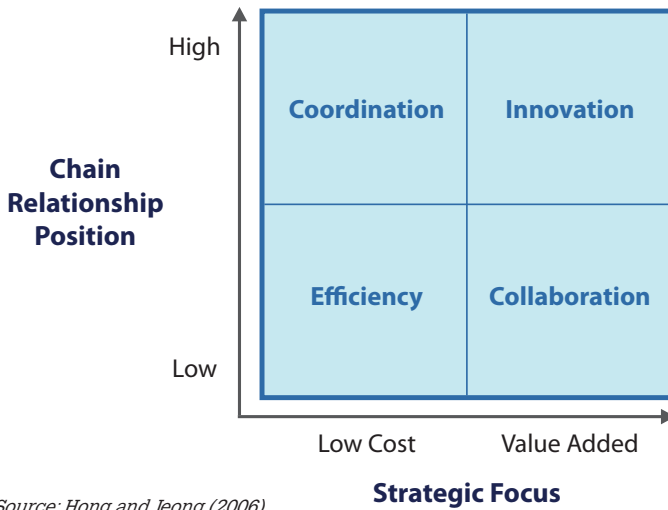 High
Coordination Innovation
Chain
Relationship
Position
Efficiency Collaboration
Low
Low Cost Value Added
Strategic Focus
Source: Hong and Jeong (2006)